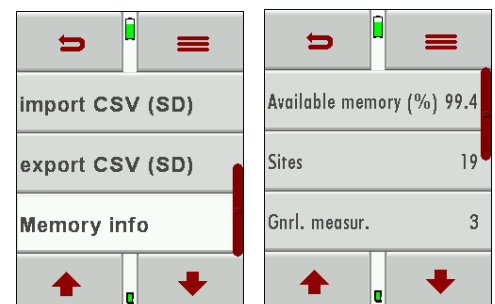 import CSV (SD)
export CSV (SD)
Memory info
Available memory (%) 99.4
Sites 19
Gnrl. measur. 3